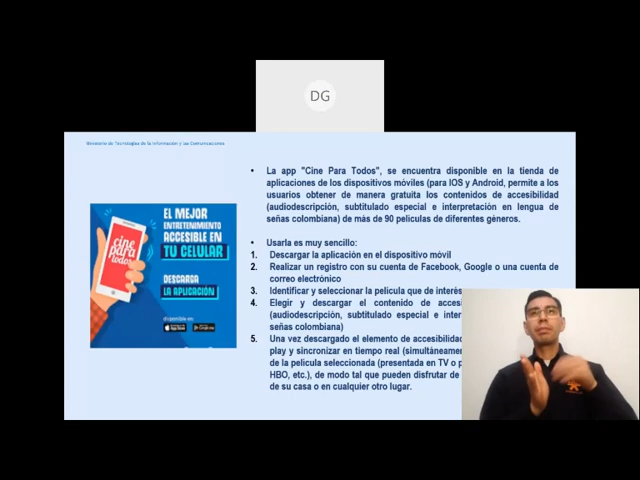 DG
Ministerio de Tecnologías de la Información y las Comunicaciones
• La app "Cine Para Todos", se encuentra disponible en la tienda de
aplicaciones de los dispositivos móviles (para IOS y Android, permite a los
usuarios obtener de manera gratuita los contenidos de accesibilidad
(audiodescripción, subtitulado especial e interpretación en lengua de
señas colombiana) de más de 90 películas de diferentes géneros.
• Usarla es muy sencillo:
1. Descargar la aplicación en el dispositivo móvil
2. Realizar un registro con su cuenta de Facebook, Google o una cuenta de
correo electrónico
3. Identificar y seleccionar la película que de interés
4. Elegir y descargar el contenido de
(audiodescripción, subtitulado especial e
señas colombiana)
5. Una vez descargado el elemento de accesibilidad
play y sincronizar en tiempo real
de la película seleccionada (presentada en TV o
HBO, etc.), de modo tal que pueden disfrutar de
de su casa o en cualquier otro lugar.
cine
para
todos
EL MEJOR
ENTRETENIMIENTO
ACCESIBLE EN
TU CELULAR
DESCARGA
LA APLICACIÓN
disponible en:
App Store
Google Play